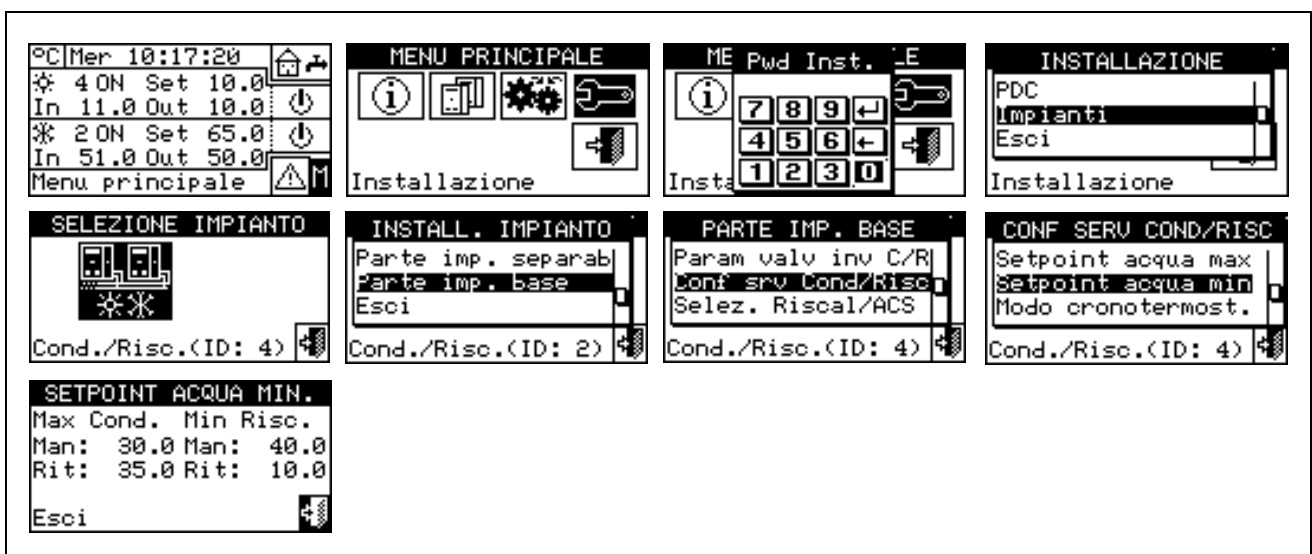 °C Mer 10:17:20
4 ON Set 10.0
In 11.0 Out 10.0
2 ON Set 65.0
In 51.0 Out 50.0
Menu principale M
MENU PRINCIPALE
i
Installazione
ME Pwd Inst. LE
i
7 8 9
4 5 6
1 2 3 0
Insta
INSTALLAZIONE
PDC
Impianti
Esci
Installazione
SELEZIONE IMPIANTO
Cond./Risc.(ID: 4)
INSTALL. IMPIANTO
Parte imp. separab
Parte imp. base
Esci
Cond./Risc.(ID: 2)
PARTE IMP. BASE
Param valv inv C/R
Conf srv Cond/Risc
Selez. Riscal/ACS
Cond./Risc.(ID: 4)
CONF SERV COND/RISC
Setpoint acqua max
Setpoint acqua min
Modo cronotermost.
Cond./Risc.(ID: 4)
SETPOINT ACQUA MIN.
Max Cond. Min Risc.
Man: 30.0 Man: 40.0
Rit: 35.0 Rit: 10.0
Esci